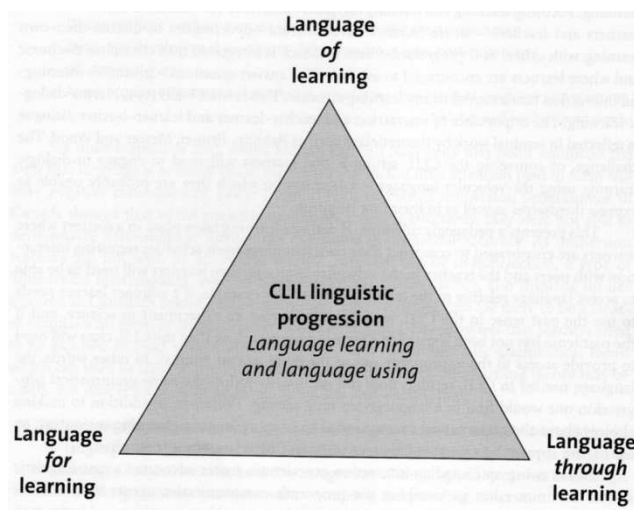 Language
of
learning
CLIL linguistic
progression
Language learning
and language using
Language
for
learning
Language
through
learning